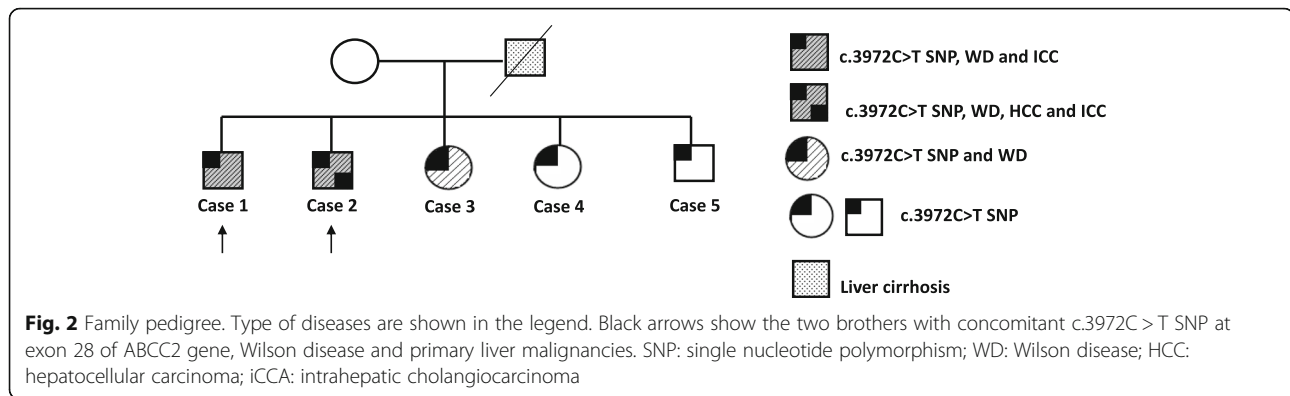 c.3972C>T SNP, WD and ICC
c.3972C>T SNP, WD, HCC and ICC
c.3972C>T SNP and WD
c.3972C>T SNP
Liver cirrhosis
Case 1
Case 2
Case 3
Case 4
Case 5
Fig. 2 Family pedigree. Type of diseases are shown in the legend. Black arrows show the two brothers with concomitant c.3972C > T SNP at
exon 28 of ABCC2 gene, Wilson disease and primary liver malignancies. SNP: single nucleotide polymorphism; WD: Wilson disease; HCC:
hepatocellular carcinoma; iCCA: intrahepatic cholangiocarcinoma